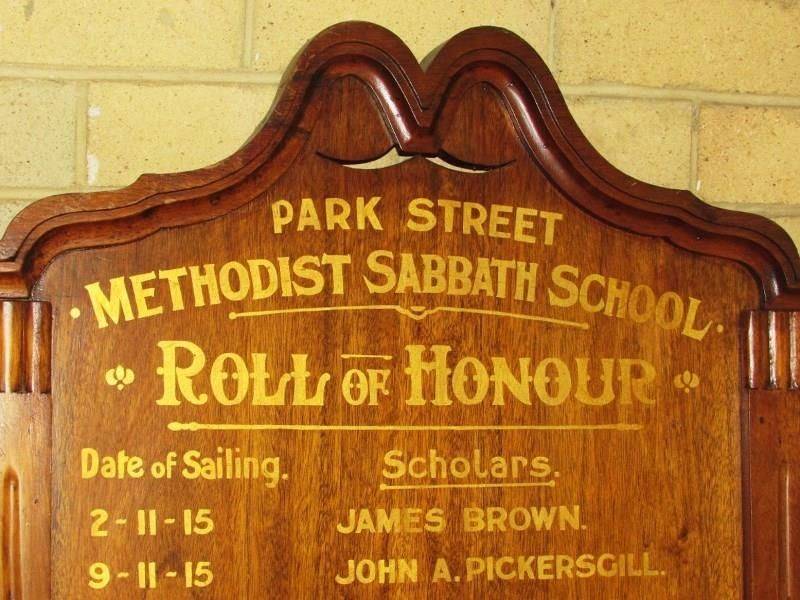 PARK STREET
·METHODIST SABBATH SCHOOL·
ROLL OF HONOUR
Date of Sailing. Scholars.
2-11-15 JAMES BROWN.
9-11-15 JOHN A. PICKERSGILL.